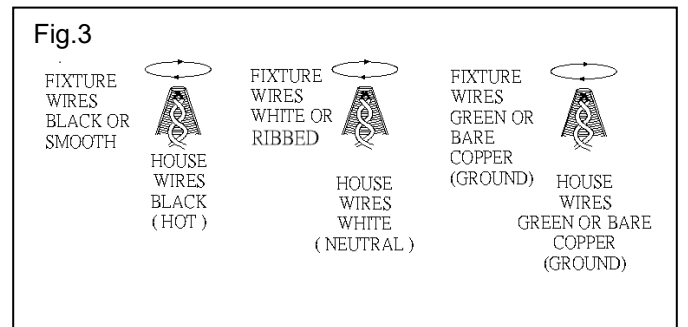 Fig.3
FIXTURE
WIRES
BLACK OR
SMOOTH
HOUSE
WIRES
BLACK
( HOT )
FIXTURE
WIRES
WHITE OR
RIBBED
HOUSE
WIRES
WHITE
( NEUTRAL )
FIXTURE
WIRES
GREEN OR
BARE
COPPER
(GROUND)
HOUSE
WIRES
GREEN OR BARE
COPPER
(GROUND)